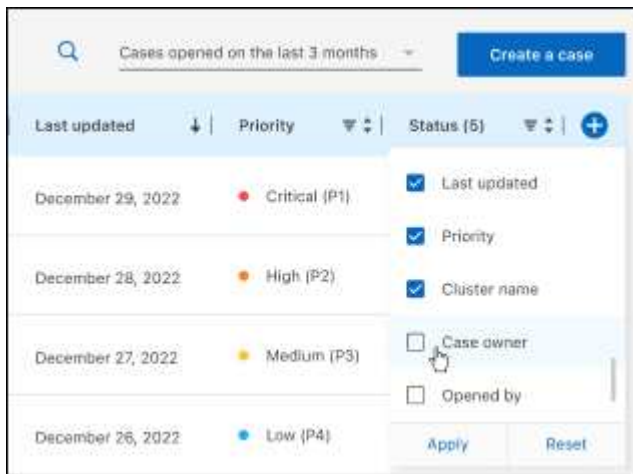 Cases opened on the last 3 months
Create a case
Last updated
Priority
Status (5)
December 29, 2022
Critical (P1)
December 28, 2022
High (P2)
December 27, 2022
Medium (P3)
December 26, 2022
Low (P4)
Last updated
Priority
Cluster name
Case owner
Opened by
Apply
Reset